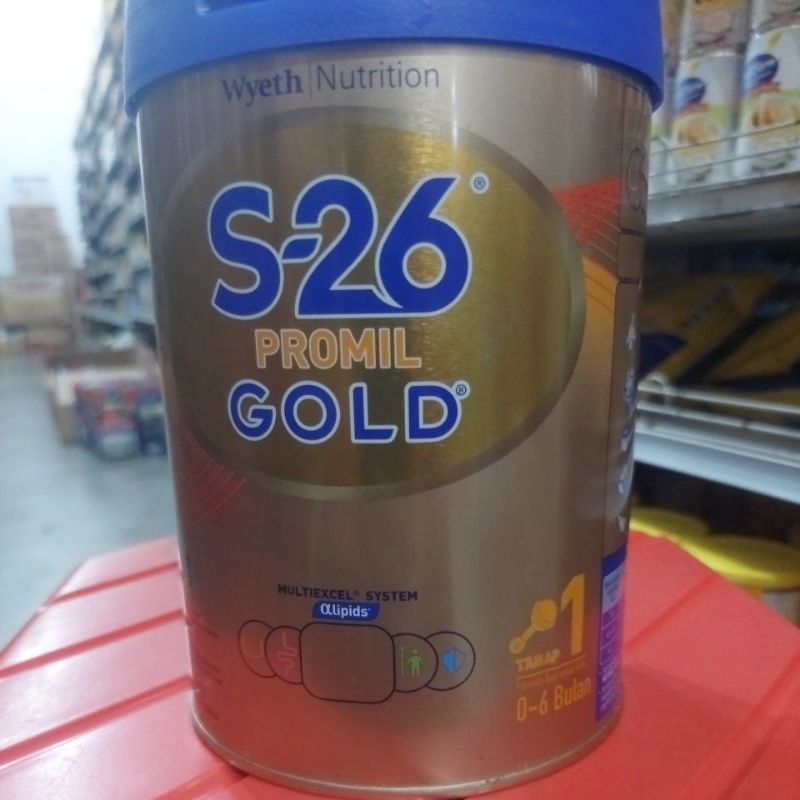 Wyeth | Nutrition
S-26®
PROMIL
GOLD®
MULTIEXCEL® SYSTEM
αlipids®
1
TAHAP
0-6 Bulan